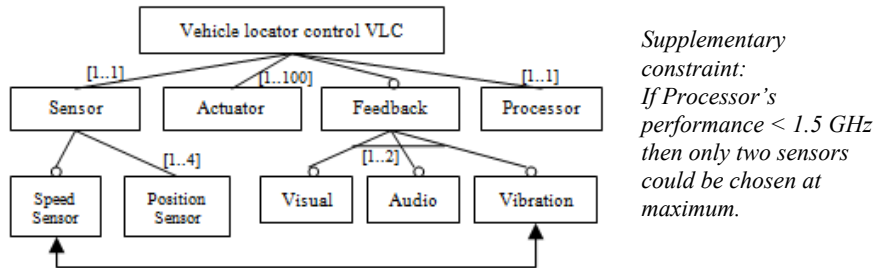 Vehicle locator control VLC
Supplementary
constraint:
If Processor's
performance < 1.5 GHz
then only two sensors
could be chosen at
maximum.
[1..1]
[1..100]
[1..1]
Sensor
Actuator
Feedback
Processor
[1..4]
[1..2]
Speed
Sensor
Position
Sensor
Visual
Audio
Vibration